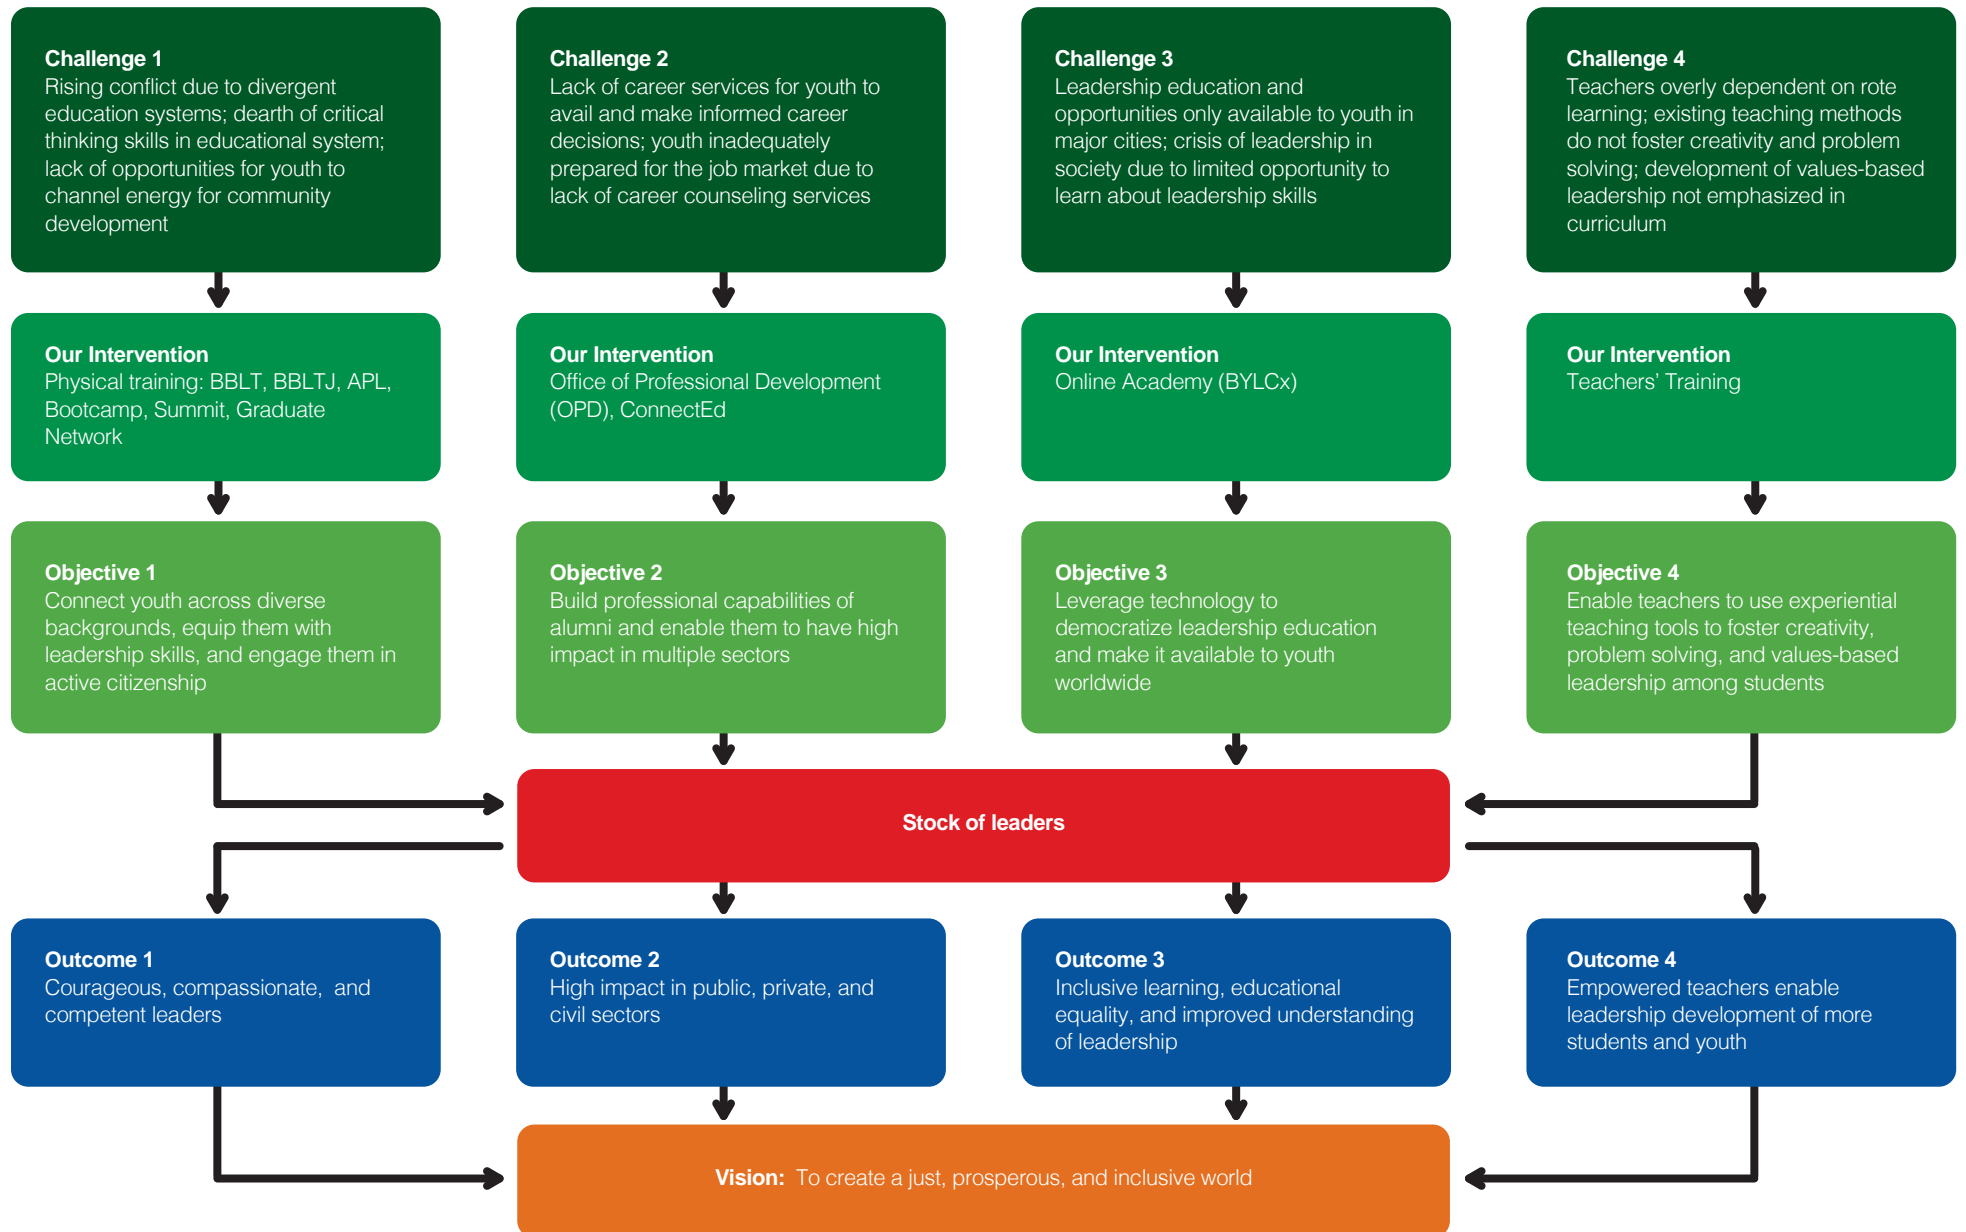 Challenge 1
Rising conflict due to divergent
education systems; dearth of critical
thinking skills in educational system;
lack of opportunities for youth to
channel energy for community
development
Challenge 2
Lack of career services for youth to
avail and make informed career
decisions; youth inadequately
prepared for the job market due to
lack of career counseling services
Challenge 3
Leadership education and
opportunities only available to youth in
major cities; crisis of leadership in
society due to limited opportunity to
learn about leadership skills
Challenge 4
Teachers overly dependent on rote
learning; existing teaching methods
do not foster creativity and problem
solving; development of values-based
leadership not emphasized in
curriculum
Our Intervention
Physical training: BBLT, BBLTJ, APL,
Bootcamp, Summit, Graduate
Network
Our Intervention
Office of Professional Development
(OPD), ConnectEd
Our Intervention
Online Academy (BYLCx)
Our Intervention
Teachers’ Training
Objective 1
Connect youth across diverse
backgrounds, equip them with
leadership skills, and engage them in
active citizenship
Objective 2
Build professional capabilities of
alumni and enable them to have high
impact in multiple sectors
Objective 3
Leverage technology to
democratize leadership education
and make it available to youth
worldwide
Objective 4
Enable teachers to use experiential
teaching tools to foster creativity,
problem solving, and values-based
leadership among students
Stock of leaders
Outcome 1
Courageous, compassionate, and
competent leaders
Outcome 2
High impact in public, private, and
civil sectors
Outcome 3
Inclusive learning, educational
equality, and improved understanding
of leadership
Outcome 4
Empowered teachers enable
leadership development of more
students and youth
Vision: To create a just, prosperous, and inclusive world